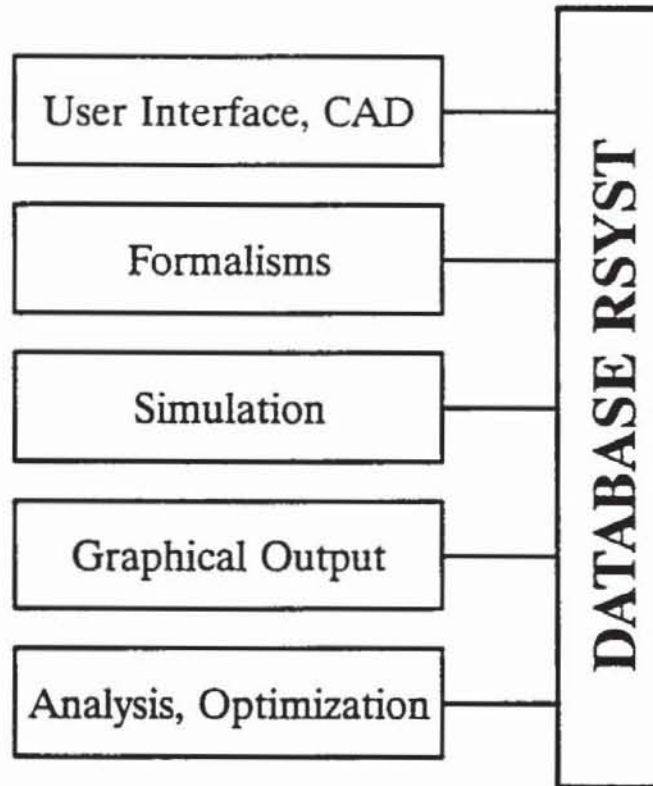 User Interface, CAD
Formalisms
Simulation
Graphical Output
Analysis, Optimization
DATABASE RSYST